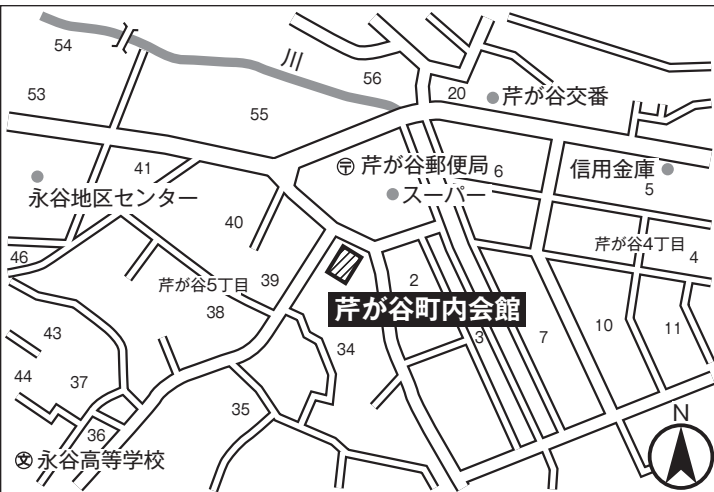 54
川
56
20
芹が谷交番
53
55
41
〒 芹が谷郵便局
6
信用金庫
5
永谷地区センター
スーパー
40
46
芹が谷4丁目
4
芹が谷5丁目
39
2
38
芹が谷町内会館
43
34
3
7
10
11
44
37
35
36
N
文 永谷高等学校